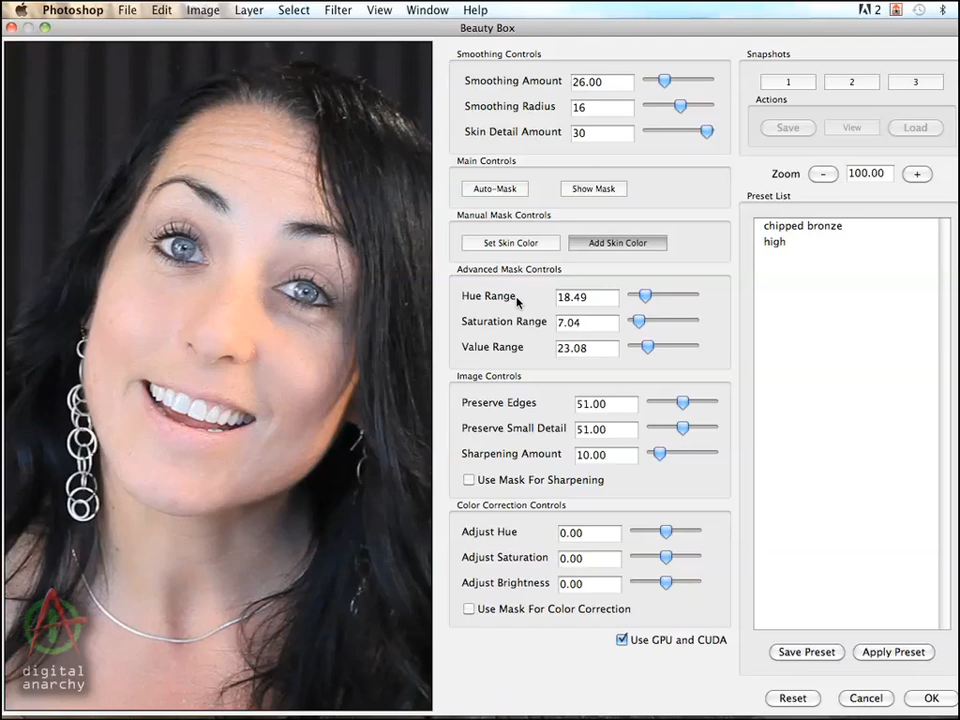 Photoshop File Edit Image Layer Select Filter View Window Help 2
Beauty Box
Smoothing Controls
Smoothing Amount 26.00
Smoothing Radius 16
Skin Detail Amount 30
Main Controls
Auto-Mask Show Mask
Manual Mask Controls
Set Skin Color Add Skin Color
Advanced Mask Controls
Hue Range 18.49
Saturation Range 7.04
Value Range 23.08
Image Controls
Preserve Edges 51.00
Preserve Small Detail 51.00
Sharpening Amount 10.00
Use Mask For Sharpening
Color Correction Controls
Adjust Hue 0.00
Adjust Saturation 0.00
Adjust Brightness 0.00
Use Mask For Color Correction
Use GPU and CUDA
Snapshots
1 2 3
Actions
Save View Load
Zoom - 100.00 +
Preset List
chipped bronze
high
Save Preset Apply Preset
Reset Cancel OK
digital
anarchy